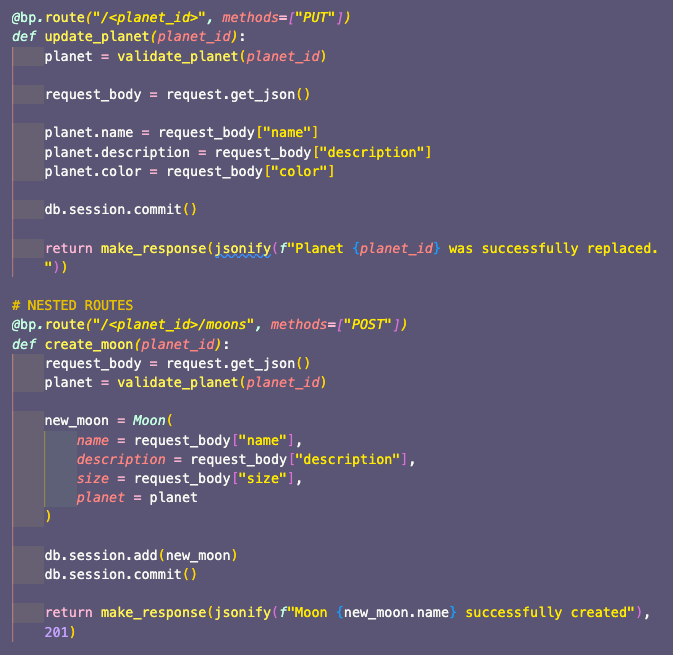 @bp.route("/<planet_id>", methods=["PUT"])
def update_planet(planet_id):
    planet = validate_planet(planet_id)

    request_body = request.get_json()

    planet.name = request_body["name"]
    planet.description = request_body["description"]
    planet.color = request_body["color"]

    db.session.commit()

    return make_response(jsonify(f"Planet {planet_id} was successfully replaced.
    "))

# NESTED ROUTES
@bp.route("/<planet_id>/moons", methods=["POST"])
def create_moon(planet_id):
    request_body = request.get_json()
    planet = validate_planet(planet_id)

    new_moon = Moon(
        name = request_body["name"],
        description = request_body["description"],
        size = request_body["size"],
        planet = planet
    )

    db.session.add(new_moon)
    db.session.commit()

    return make_response(jsonify(f"Moon {new_moon.name} successfully created"),
    201)